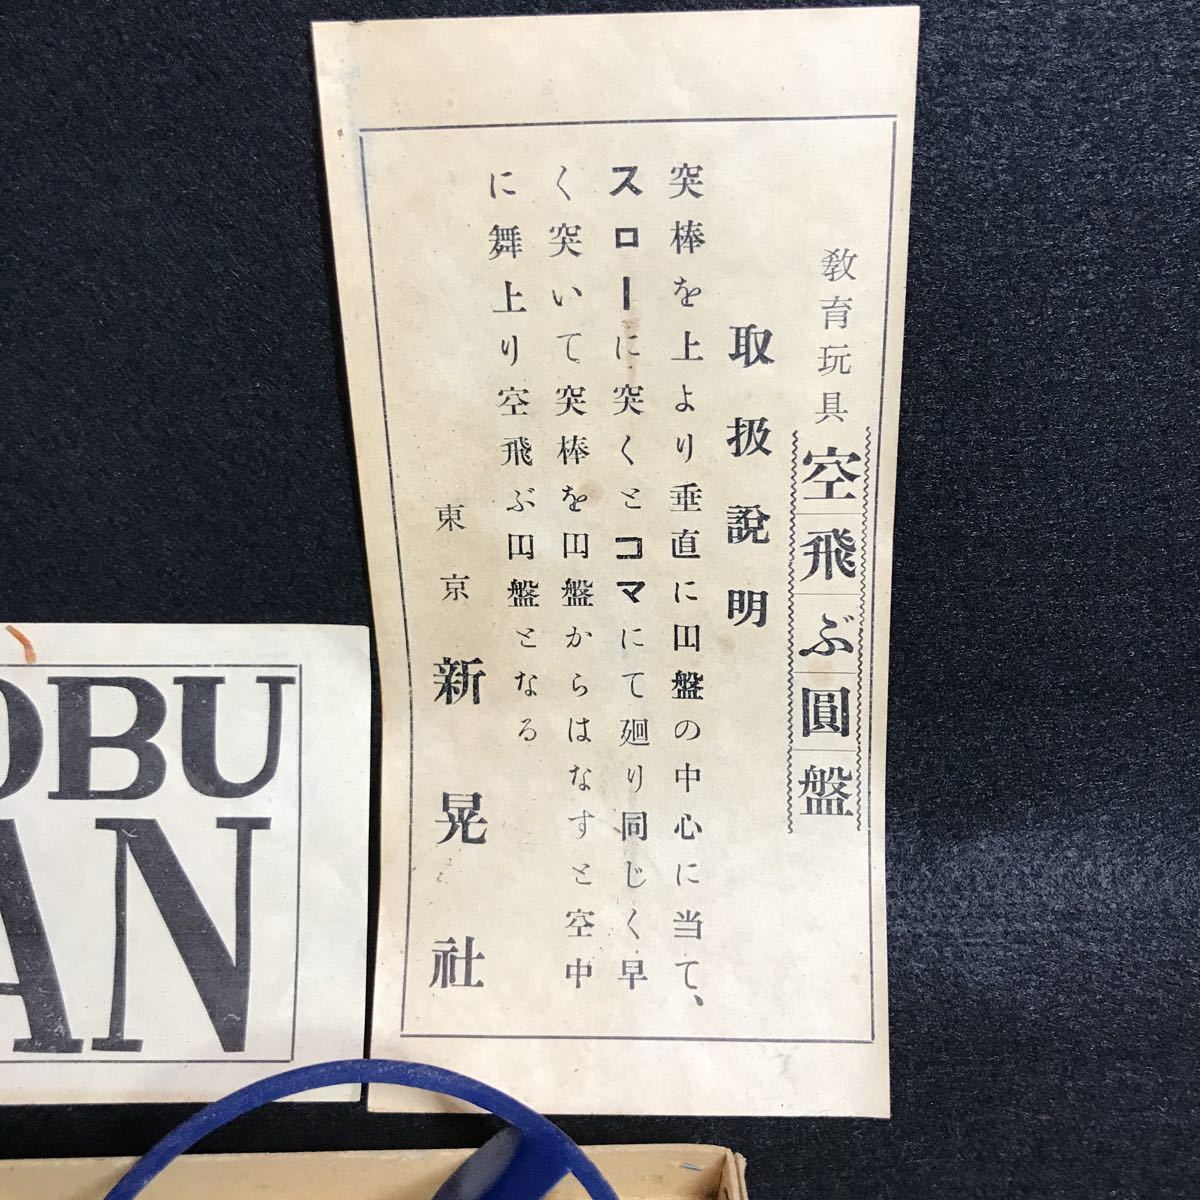 教育玩具 空飛ぶ圓盤
取扱說明
突棒を上より垂直に円盤の中心に当て、
スローに突くとコマにて廻り同じく早
く突いて突棒を円盤からはなすと空中
に舞上り空飛ぶ円盤となる
東京 新晃社
OBU
AN